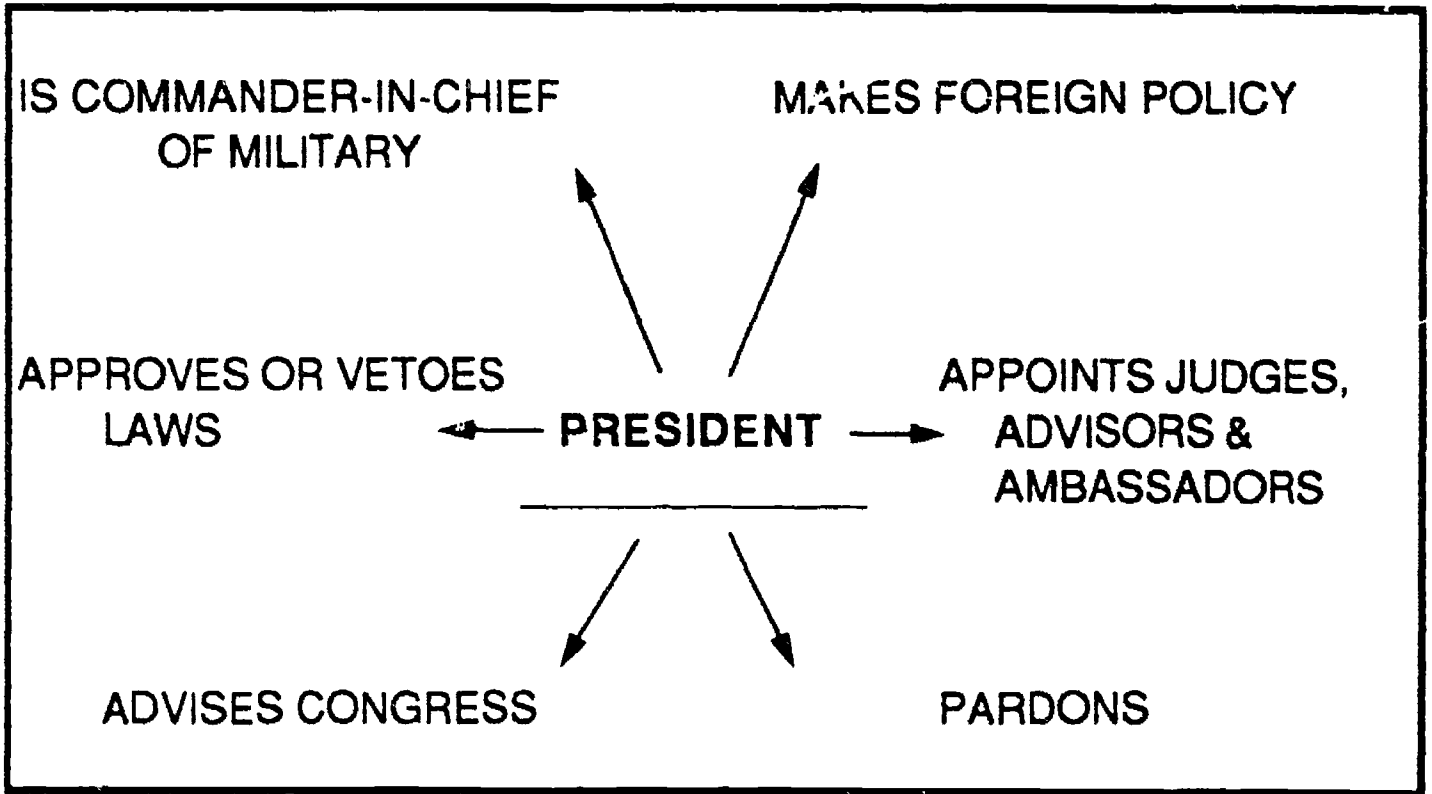 IS COMMANDER-IN-CHIEF
OF MILITARY
MAKES FOREIGN POLICY
APPROVES OR VETOES
LAWS
PRESIDENT
APPOINTS JUDGES,
ADVISORS &
AMBASSADORS
ADVISES CONGRESS
PARDONS